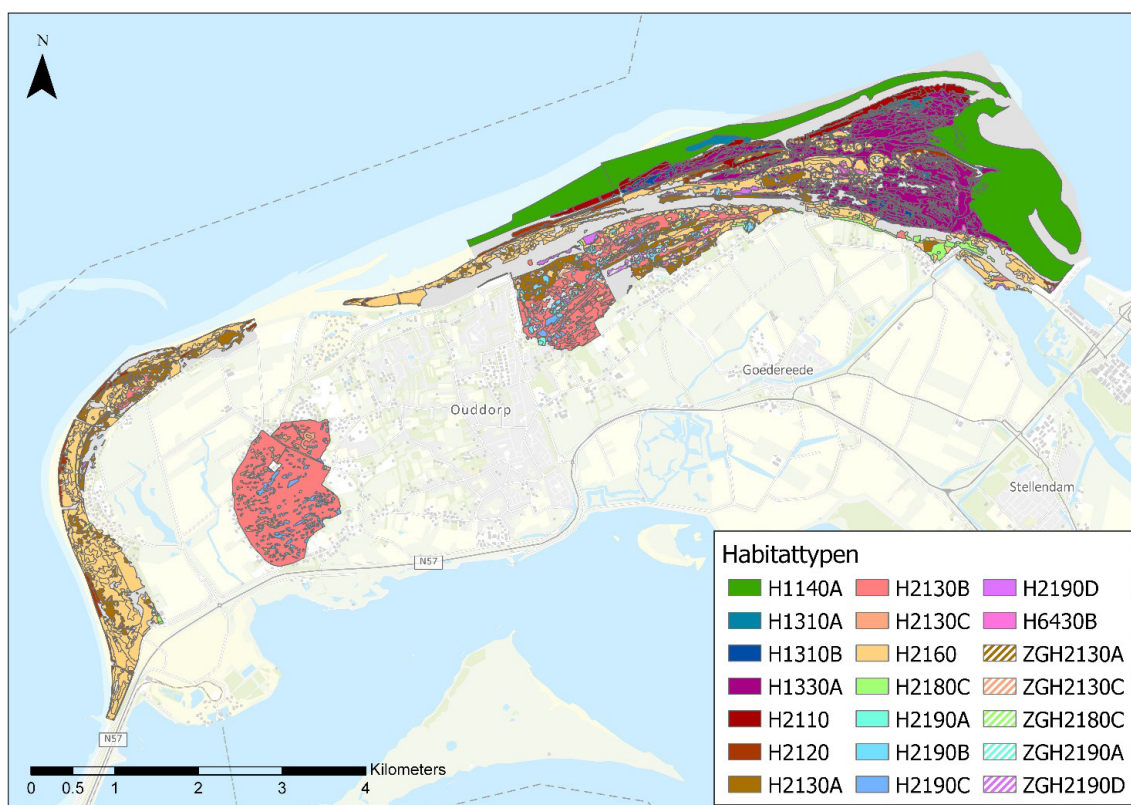 N
Ouddorp
Goedereede
Stellendam
N57
N57
Habitattypen
H1140A H2130B H2190D
H1310A H2130C H6430B
H1310B H2160 ZGH2130A
H1330A H2180C ZGH2130C
H2110 H2190A ZGH2180C
H2120 H2190B ZGH2190A
H2130A H2190C ZGH2190D
Kilometers
0 0.5 1 2 3 4